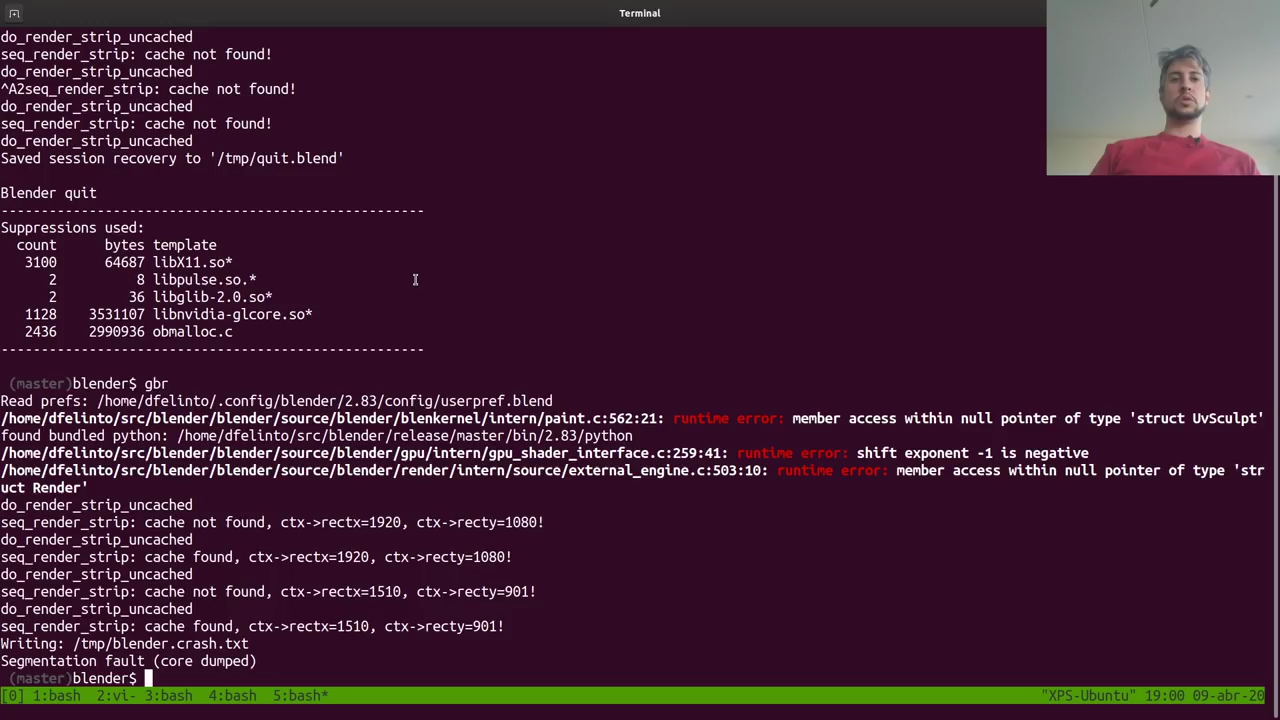 Terminal
do_render_strip_uncached
seq_render_strip: cache not found!
do_render_strip_uncached
^A2seq_render_strip: cache not found!
do_render_strip_uncached
seq_render_strip: cache not found!
do_render_strip_uncached
Saved session recovery to '/tmp/quit.blend'
Blender quit
-----------------------------------------------------
Suppressions used:
count bytes template
3100 64687 libX11.so*
2 8 libpulse.so.*
2 36 libglib-2.0.so*
1128 3531107 libnvidia-glcore.so*
2436 2990936 obmalloc.c
-----------------------------------------------------
(master)blender$ gbr
Read prefs: /home/dfelinto/.config/blender/2.83/config/userpref.blend
/home/dfelinto/src/blender/blender/source/blender/blenkernel/intern/paint.c:562:21: runtime error: member access within null pointer of type 'struct UvSculpt'
found bundled python: /home/dfelinto/src/blender/release/master/bin/2.83/python
/home/dfelinto/src/blender/blender/source/blender/gpu/intern/gpu_shader_interface.c:259:41: runtime error: shift exponent -1 is negative
/home/dfelinto/src/blender/blender/source/blender/render/intern/source/external_engine.c:503:10: runtime error: member access within null pointer of type 'str
uct Render'
do_render_strip_uncached
seq_render_strip: cache not found, ctx->rectx=1920, ctx->recty=1080!
do_render_strip_uncached
seq_render_strip: cache found, ctx->rectx=1920, ctx->recty=1080!
do_render_strip_uncached
seq_render_strip: cache not found, ctx->rectx=1510, ctx->recty=901!
do_render_strip_uncached
seq_render_strip: cache found, ctx->rectx=1510, ctx->recty=901!
Writing: /tmp/blender.crash.txt
Segmentation fault (core dumped)
(master)blender$
[0] 1:bash 2:vi- 3:bash 4:bash 5:bash* "XPS-Ubuntu" 19:00 09-abr-20